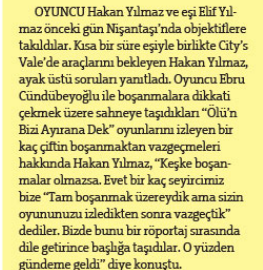 OYUNCU Hakan Yılmaz ve eşi Elif Yıl-
maz önceki gün Nişantaşı'nda objektiflere
takıldılar. Kısa bir süre eşiyle birlikte City's
Vale'de araçlarını bekleyen Hakan Yılmaz,
ayak üstü soruları yanıtladı. Oyuncu Ebru
Cündübeyoğlu ile boşanmalara dikkati
çekmek üzere sahneye taşıdıkları “Ölü'n
Bizi Ayırana Dek” oyunlarını izleyen bir
kaç çiftin boşanmaktan vazgeçmeleri
hakkında Hakan Yılmaz, “Keşke boşan-
malar olmazsa. Evet bir kaç seyircimiz
bize “Tam boşanmak üzereydik ama sizin
oyununuzu izledikten sonra vazgeçtik”
dediler. Bizde bunu bir röportaj sırasında
dile getirince başlığa taşıdılar. O yüzden
gündeme geldi” diye konuştu.